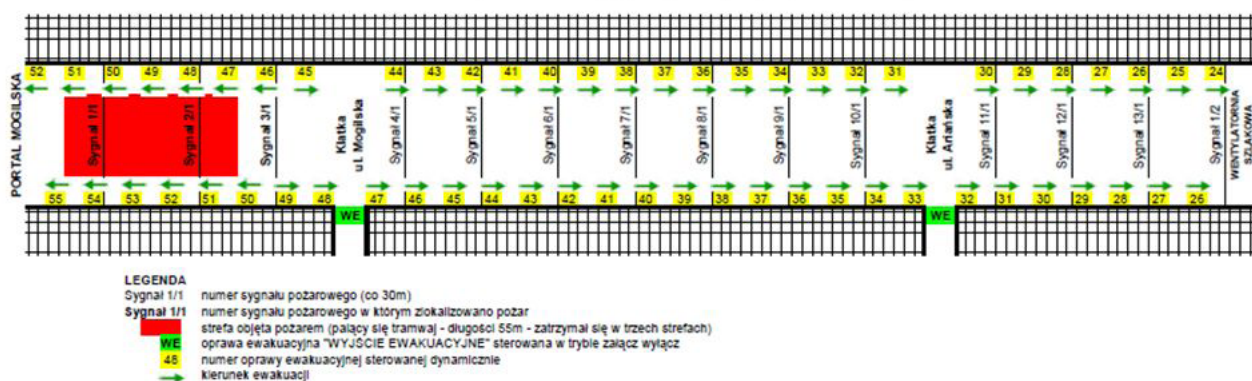 52 51 50 49 48 47 46 45 44 43 42 41 40 39 38 37 36 35 34 33 32 31 30 29 28 27 26 25 24
PORTAL MOGILSKA
Sygnał 1/1
Sygnał 2/1
Sygnał 3/1
Klatka
ul. Mogilska
Sygnał 4/1
Sygnał 5/1
Sygnał 6/1
Sygnał 7/1
Sygnał 8/1
Sygnał 9/1
Sygnał 10/1
Klatka
ul. Ariańska
Sygnał 11/1
Sygnał 12/1
Sygnał 13/1
Sygnał 1/2
WENTYLATORNIA
SZLAKOWA
55 54 53 52 51 50 49 48 47 46 45 44 43 42 41 40 39 38 37 36 35 34 33 32 31 30 29 28 27 26
WE WE
LEGENDA
Sygnał 1/1 numer sygnału pożarowego (co 30m)
Sygnał 1/1 numer sygnału pożarowego w którym zlokalizowano pożar
strefa objęta pożarem (palący się tramwaj - długości 55m - zatrzymał się w trzech strefach)
WE oprawa ewakuacyjna "WYJŚCIE EWAKUACYJNE" sterowana w trybie załącz wyłącz
48 numer oprawy ewakuacyjnej sterowanej dynamicznie
kierunek ewakuacji